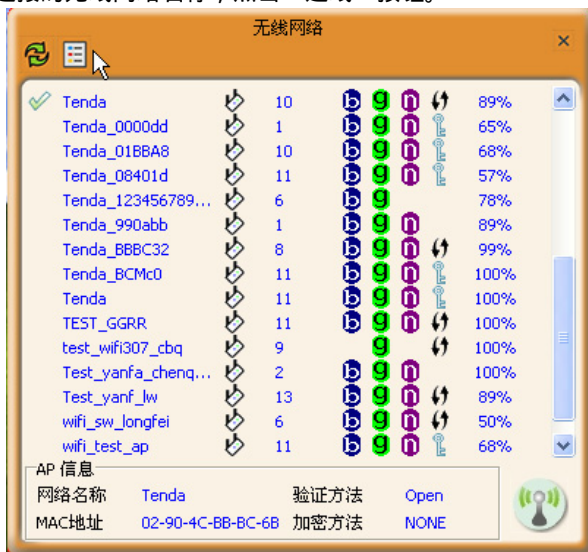 无线网络
Tenda 10 b g n 89%
Tenda_0000dd 1 b g n 65%
Tenda_01BBA8 10 b g n 68%
Tenda_08401d 11 b g n 57%
Tenda_123456789... 6 b g 78%
Tenda_990abb 1 b g n 89%
Tenda_BBBC32 8 b g n 99%
Tenda_BCMc0 11 b g n 100%
Tenda 11 b g n 100%
TEST_GGRR 11 b g n 100%
test_wifi307_cbq 9 g 100%
Test_yanfa_chenq... 2 b g n 100%
Test_yanf_lw 13 b g n 89%
wifi_sw_longfei 6 b g n 50%
wifi_test_ap 11 b g n 68%
AP 信息
网络名称 Tenda 验证方法 Open
MAC地址 02-90-4C-BB-BC-6B 加密方法 NONE